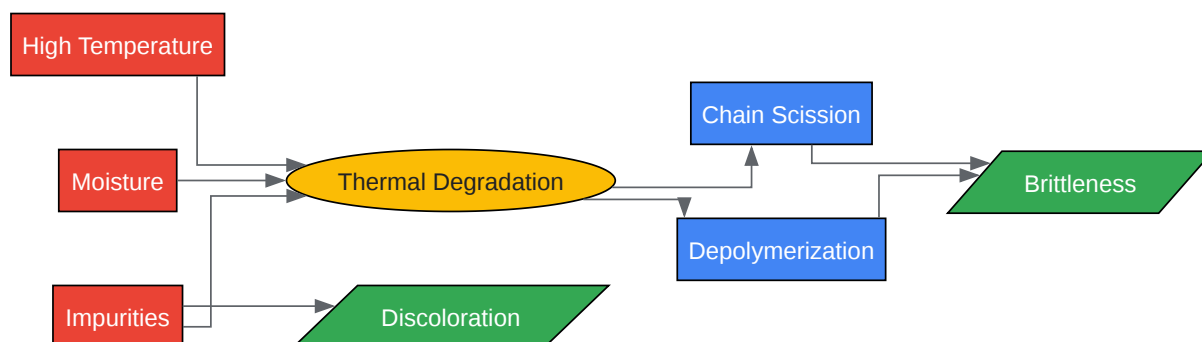 High Temperature
Moisture
Impurities
Thermal Degradation
Discoloration
Chain Scission
Depolymerization
Brittleness